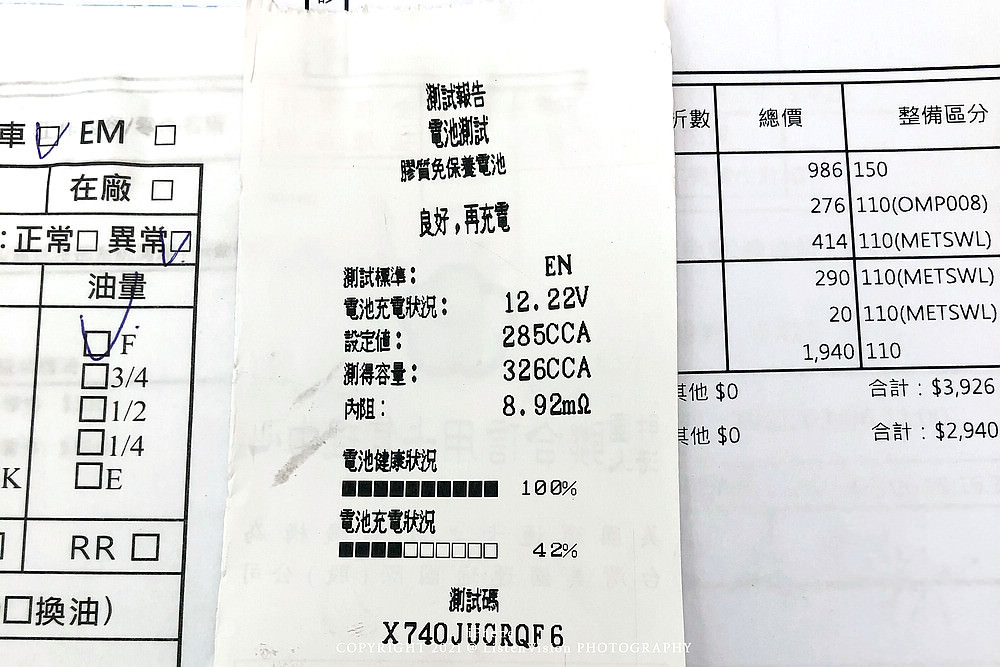 車□ EM □
在廠 □
:正常□ 異常□
油量
□ F
□3/4
□1/2
□1/4
K □E
RR □
□換油)
測試報告
電池測試
膠質免保養電池
良好,再充電
測試標準: EN
電池充電狀況: 12.22V
設定值: 285CCA
測得容量: 326CCA
內阻: 8.92mΩ
電池健康狀況
100%
電池充電狀況
42%
測試碼
X740JUGRQF6
折數 總價 整備區分
986 150
276 110(OMP008)
414 110(METSWL)
290 110(METSWL)
20 110(METSWL)
1,940 110
其他 $0 合計:$3,926
其他 $0 合計:$2,940
COPYRIGHT 2021 @ ListenVision PHOTOGRAPHY